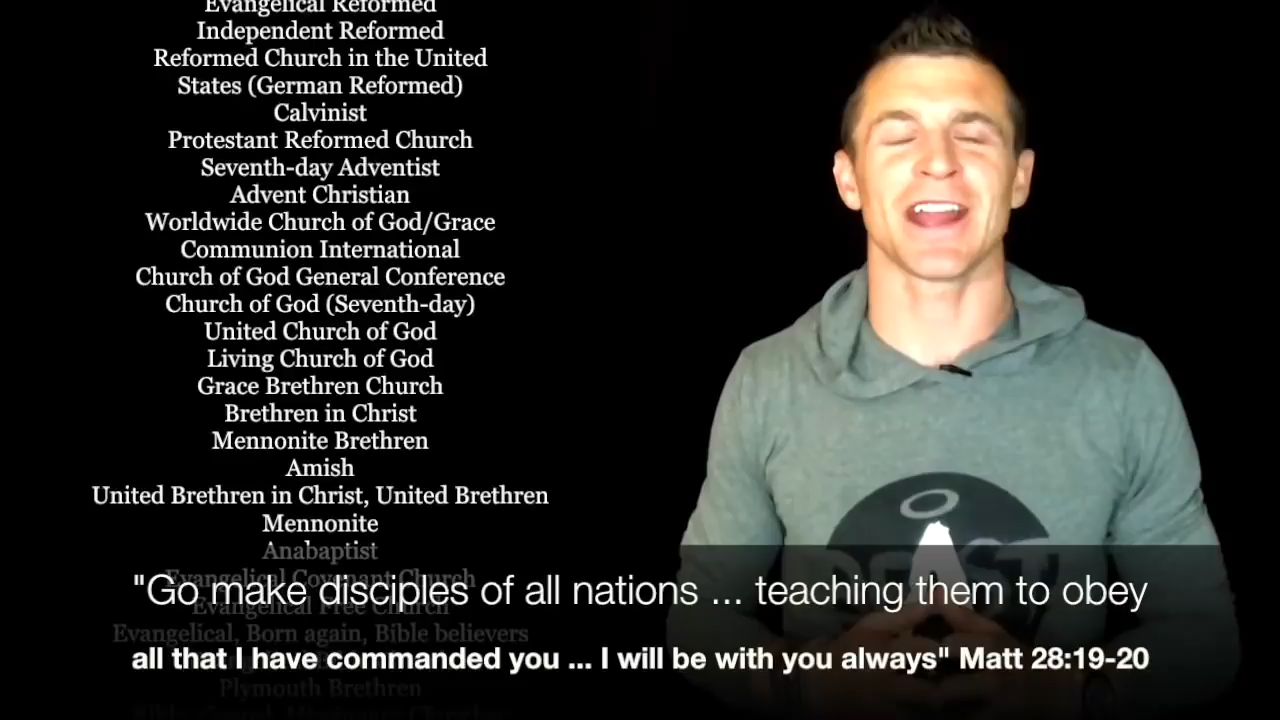 Evangelical Reformed
Independent Reformed
Reformed Church in the United
States (German Reformed)
Calvinist
Protestant Reformed Church
Seventh-day Adventist
Advent Christian
Worldwide Church of God/Grace
Communion International
Church of God General Conference
Church of God (Seventh-day)
United Church of God
Living Church of God
Grace Brethren Church
Brethren in Christ
Mennonite Brethren
Amish
United Brethren in Christ, United Brethren
Mennonite
Anabaptist
Evangelical Covenant Church
Evangelical Free Church
Evangelical, Born again, Bible believers
Plymouth Brethren
"Go make disciples of all nations ... teaching them to obey
all that I have commanded you ... I will be with you always" Matt 28:19-20